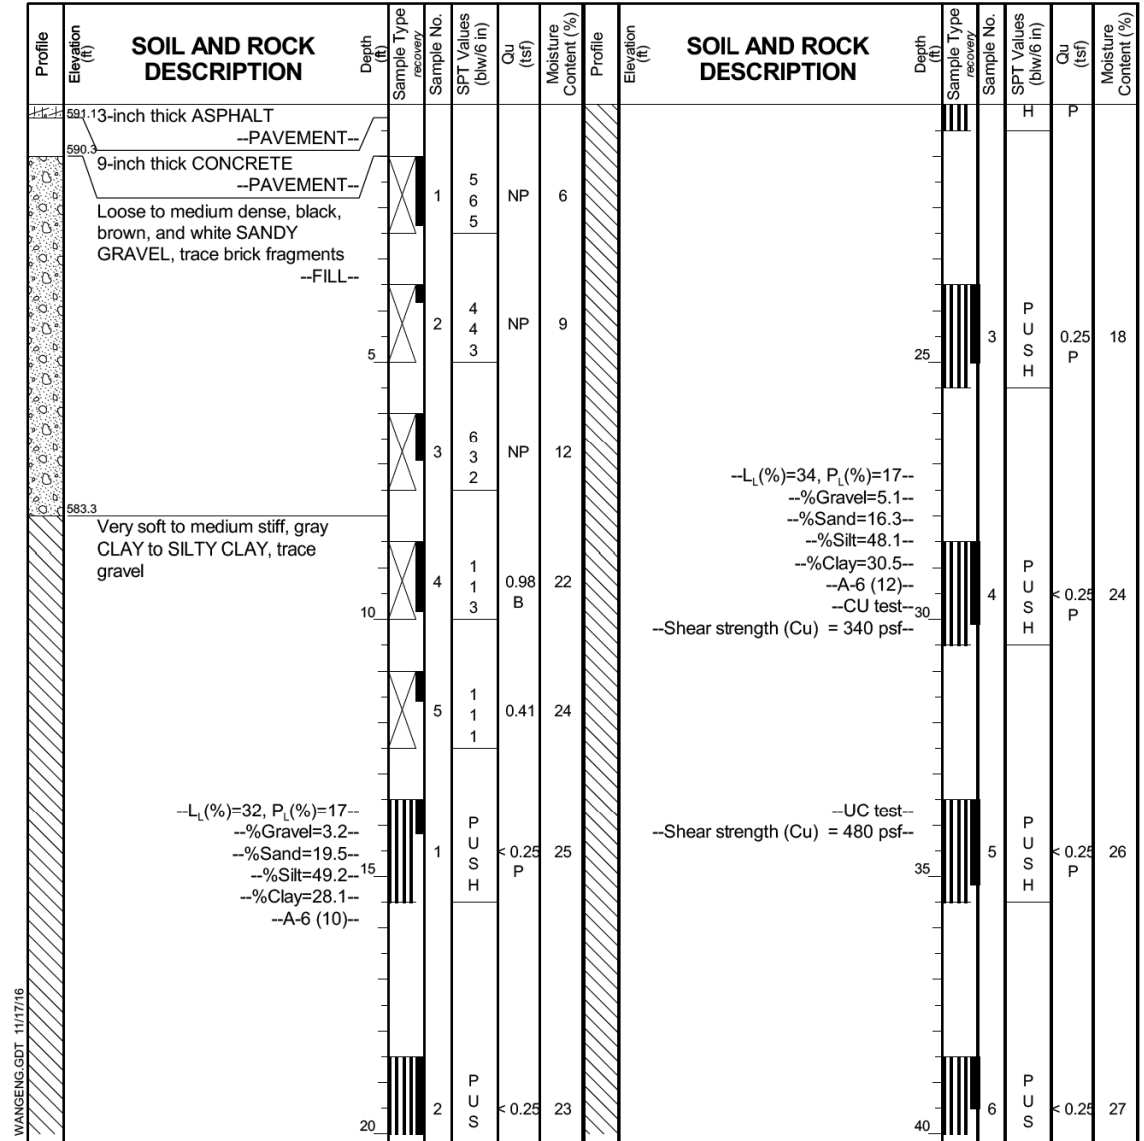 Profile
Elevation (ft)
SOIL AND ROCK
DESCRIPTION
Depth (ft)
Sample Type
recovery
Sample No.
SPT Values
(blw/6 in)
Qu
(tsf)
Moisture
Content (%)
591.1 3-inch thick ASPHALT
--PAVEMENT--
590.3
9-inch thick CONCRETE
--PAVEMENT--
Loose to medium dense, black,
brown, and white SANDY
GRAVEL, trace brick fragments
--FILL--
1
5
6
5
NP
6
2
4
4
3
NP
9
5
3
6
3
2
NP
12
583.3
Very soft to medium stiff, gray
CLAY to SILTY CLAY, trace
gravel
4
1
1
3
0.98
B
22
10
5
1
1
1
0.41
24
--LL(%)=32, PL(%)=17--
--%Gravel=3.2--
--%Sand=19.5--
--%Silt=49.2--
--%Clay=28.1--
--A-6 (10)--
15
1
P
U
S
H
< 0.25
P
25
20
2
P
U
S
< 0.25
23
Profile
Elevation (ft)
SOIL AND ROCK
DESCRIPTION
Depth (ft)
Sample Type
recovery
Sample No.
SPT Values
(blw/6 in)
Qu
(tsf)
Moisture
Content (%)
H
P
25
3
P
U
S
H
0.25
P
18
--LL(%)=34, PL(%)=17--
--%Gravel=5.1--
--%Sand=16.3--
--%Silt=48.1--
--%Clay=30.5--
--A-6 (12)--
--CU test--
--Shear strength (Cu) = 340 psf--
30
4
P
U
S
H
< 0.25
P
24
--UC test--
--Shear strength (Cu) = 480 psf--
35
5
P
U
S
H
< 0.25
P
26
40
6
P
U
S
H
< 0.25
27
WANGENG.GDT 11/17/16